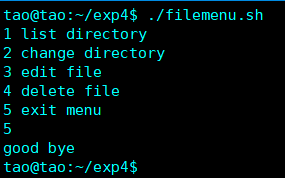 tao@tao:~/exp4$ ./filemenu.sh
1 list directory
2 change directory
3 edit file
4 delete file
5 exit menu
5
good bye
tao@tao:~/exp4$